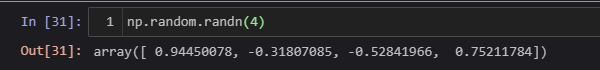 In [31]: 1 np.random.randn(4)
Out[31]: array([ 0.94450078, -0.31807085, -0.52841966,  0.75211784])